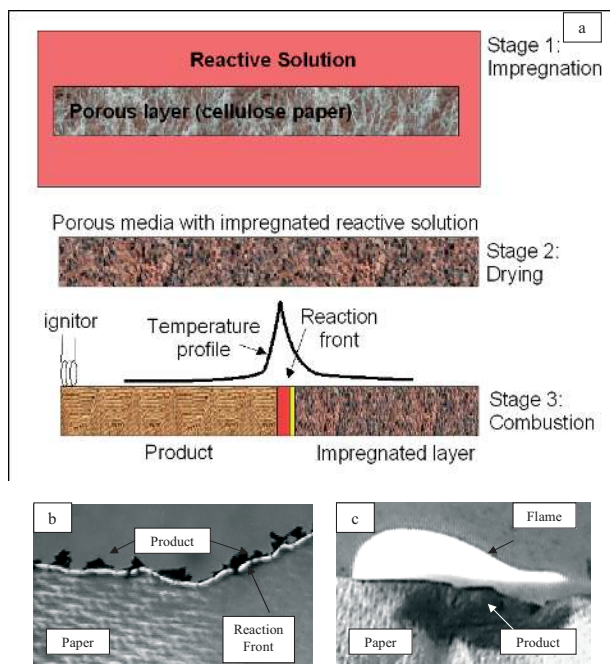 a
Stage 1:
Impregnation
Reactive Solution
Porous layer (cellulose paper)
Porous media with impregnated reactive solution
Stage 2:
Drying
ignitor
Temperature
profile
Reaction
front
Stage 3:
Combustion
Product
Impregnated layer
b
Product
Paper
Reaction
Front
c
Flame
Paper
Product